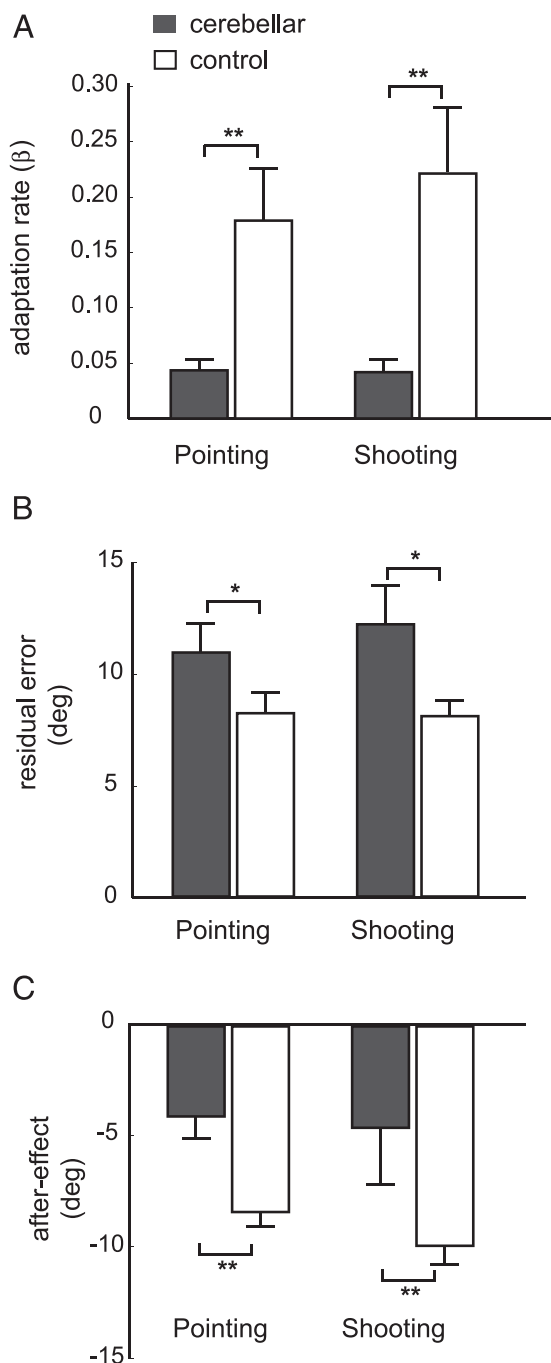 A
cerebellar
control
adaptation rate (β)
0.30
0.25
0.20
0.15
0.10
0.05
0
**
**
Pointing Shooting
B
residual error
(deg)
15
10
5
0
*
*
Pointing Shooting
C
after-effect
(deg)
0
-5
-10
-15
**
**
Pointing Shooting